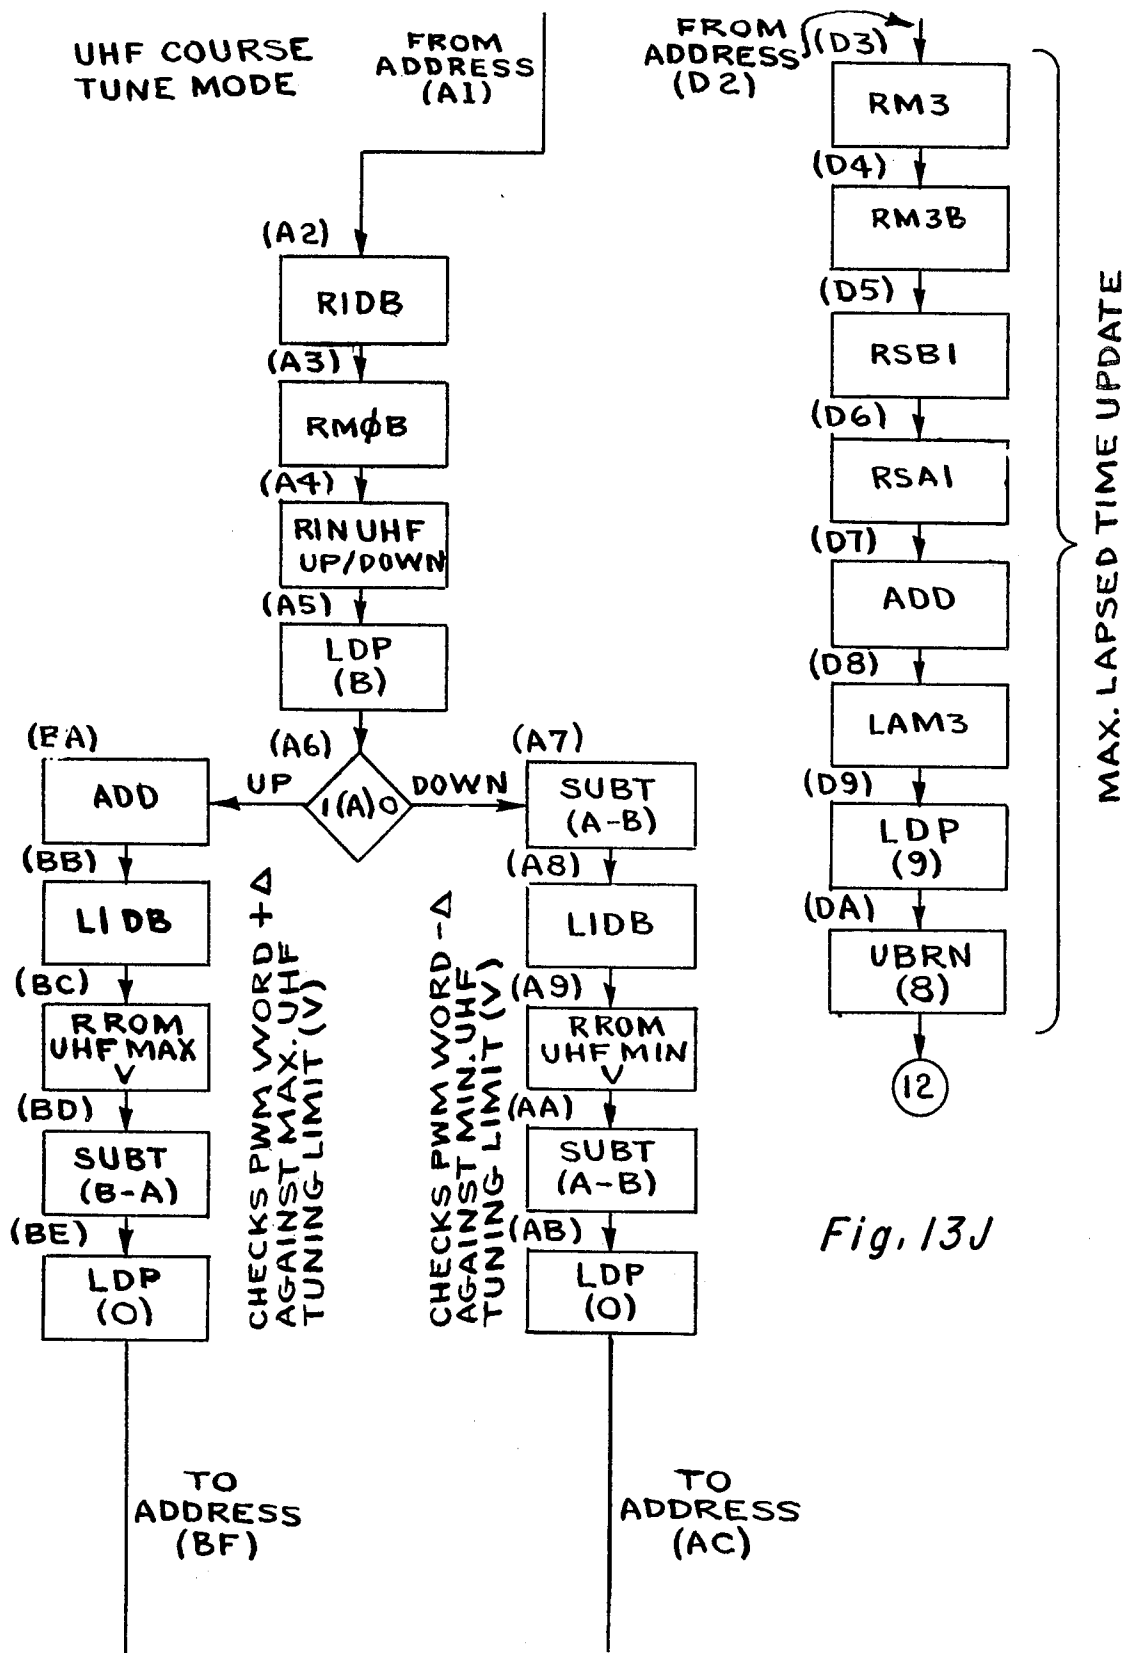 UHF COURSE
TUNE MODE
FROM
ADDRESS
(A1)
(A2)
RIDB
(A3)
RMϕB
(A4)
RIN UHF
UP/DOWN
(A5)
LDP
(B)
(A6)
1(A)0
UP
DOWN
(EA)
ADD
(BB)
LIDB
(BC)
RROM
UHF MAX
V
(BD)
SUBT
(B-A)
(BE)
LDP
(0)
CHECKS PWM WORD +Δ
AGAINST MAX. UHF
TUNING LIMIT (V)
TO
ADDRESS
(BF)
(A7)
SUBT
(A-B)
(A8)
LIDB
(A9)
RROM
UHF MIN
V
(AA)
SUBT
(A-B)
(AB)
LDP
(0)
CHECKS PWM WORD -Δ
AGAINST MIN. UHF
TUNING LIMIT (V)
TO
ADDRESS
(AC)
FROM
ADDRESS
(D2)
(D3)
RM3
(D4)
RM3B
(D5)
RSB1
(D6)
RSA1
(D7)
ADD
(D8)
LAM3
(D9)
LDP
(9)
(DA)
UBRN
(8)
12
MAX. LAPSED TIME UPDATE
Fig. 13J